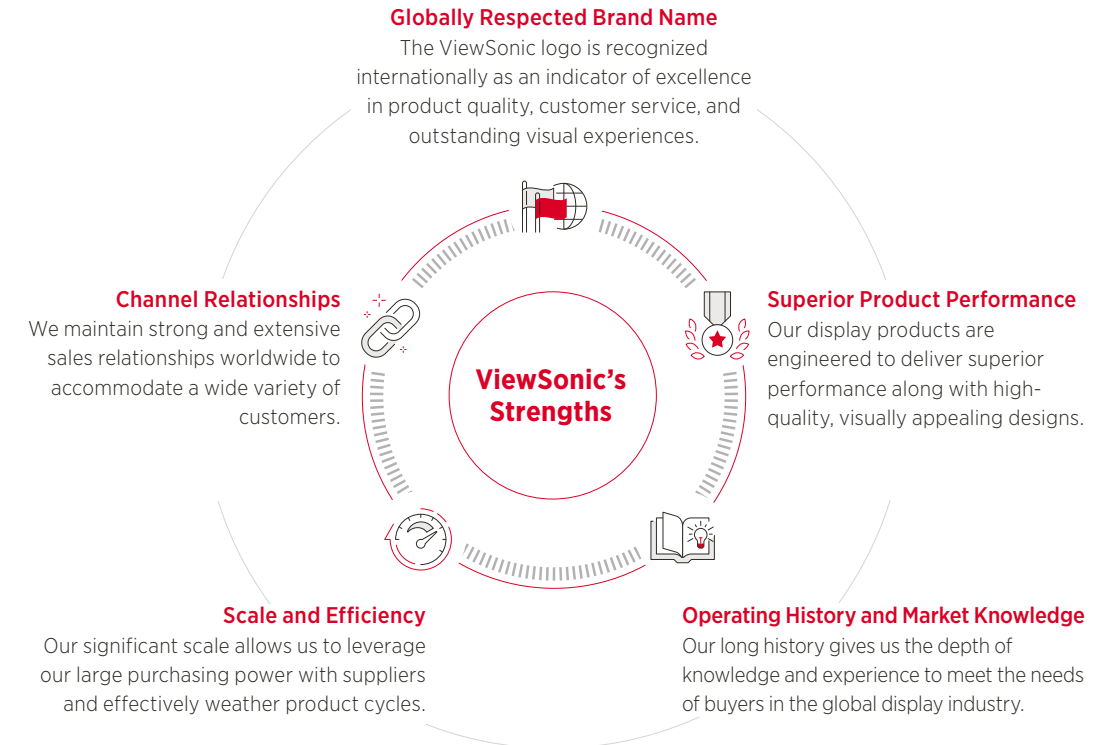 Globally Respected Brand Name
The ViewSonic logo is recognized
internationally as an indicator of excellence
in product quality, customer service, and
outstanding visual experiences.
Channel Relationships
We maintain strong and extensive
sales relationships worldwide to
accommodate a wide variety of
customers.
ViewSonic's
Strengths
Superior Product Performance
Our display products are
engineered to deliver superior
performance along with high-
quality, visually appealing designs.
Scale and Efficiency
Our significant scale allows us to leverage
our large purchasing power with suppliers
and effectively weather product cycles.
Operating History and Market Knowledge
Our long history gives us the depth of
knowledge and experience to meet the needs
of buyers in the global display industry.